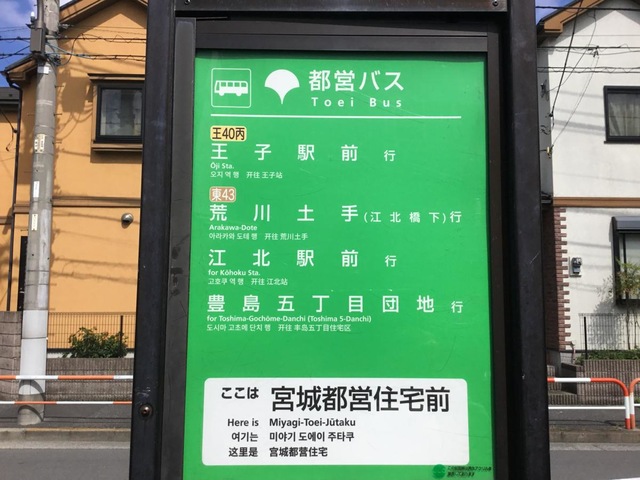 都営バス
Toei Bus
王40丙
王子駅前 行
Ōji Sta.
오지 역 행 开往 王子站
東43
荒川土手(江北橋下)行
Arakawa-Dote
아라카와 도테 행 开往 荒川土手
江北駅前 行
for Kōhoku Sta.
고호쿠 역 행 开往 江北站
豊島五丁目団地 行
for Toshima-Gochōme-Danchi (Toshima 5-Danchi)
도시마 고초메 단지 행 开往 丰岛五丁目住宅区
ここは 宮城都営住宅前
Here is Miyagi-Toei-Jūtaku
여기는 미야기 도에이 주타쿠
这里是 宮城都营住宅